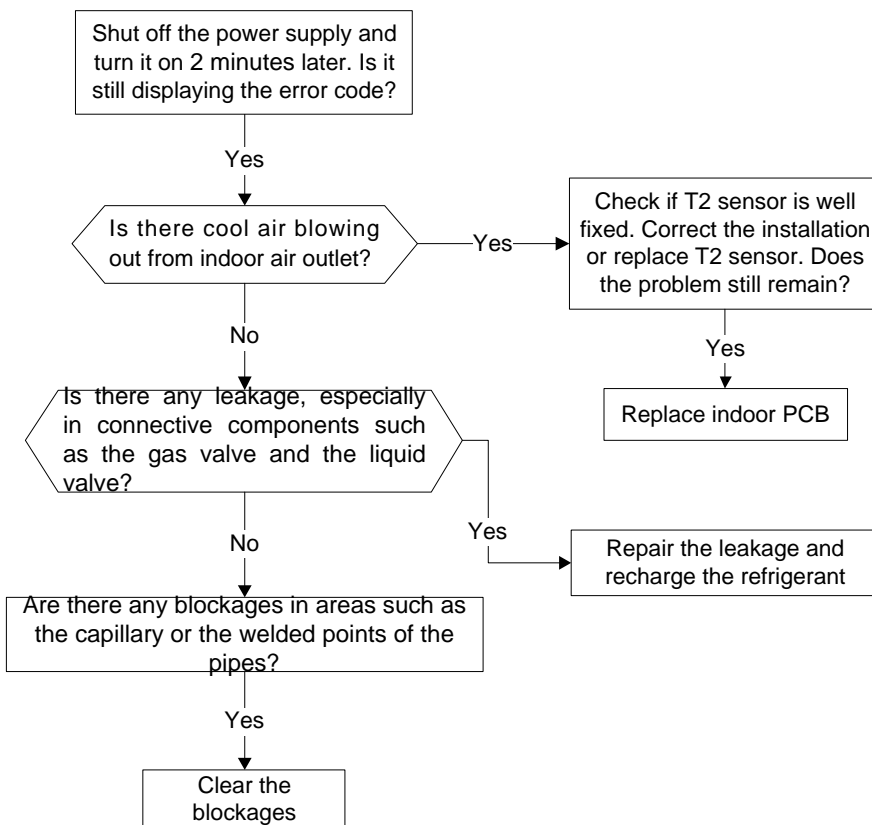 Shut off the power supply and
turn it on 2 minutes later. Is it
still displaying the error code?
Yes
Is there cool air blowing
out from indoor air outlet?
Yes
Check if T2 sensor is well
fixed. Correct the installation
or replace T2 sensor. Does
the problem still remain?
Yes
Replace indoor PCB
No
Is there any leakage, especially
in connective components such
as the gas valve and the liquid
valve?
Yes
Repair the leakage and
recharge the refrigerant
No
Are there any blockages in areas such as
the capillary or the welded points of the
pipes?
Yes
Clear the
blockages